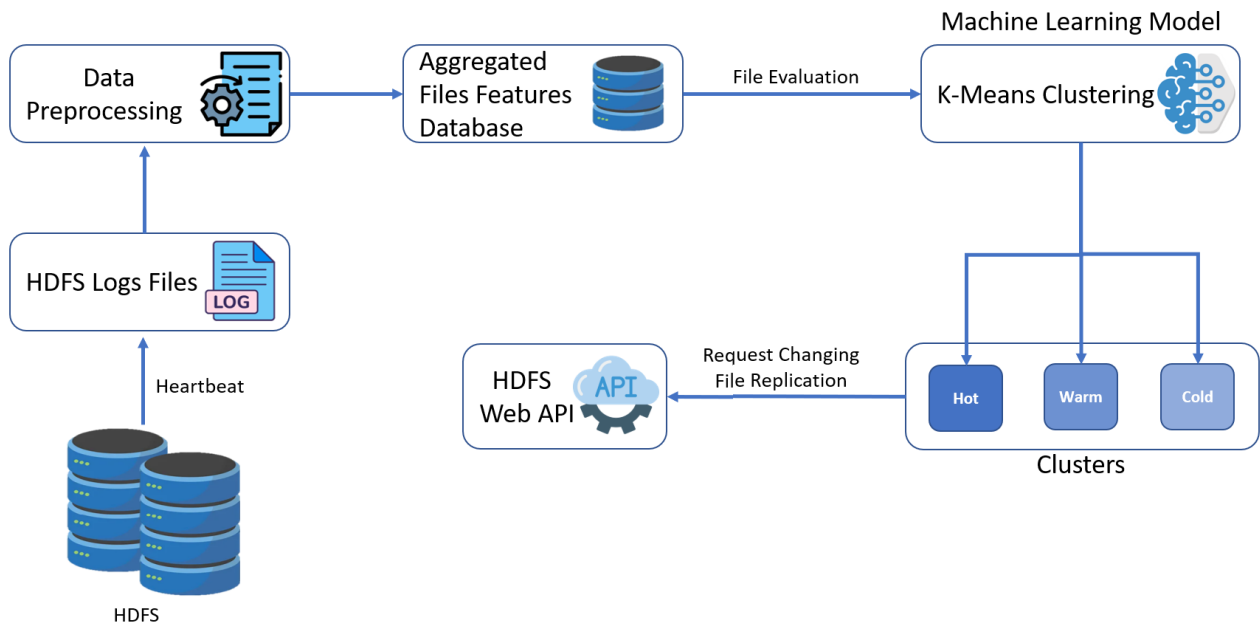 Machine Learning Model
Data
Preprocessing
Aggregated
Files Features
Database
File Evaluation
K-Means Clustering
HDFS Logs Files
LOG
Heartbeat
HDFS
HDFS
Web API
API
Request Changing
File Replication
Hot
Warm
Cold
Clusters